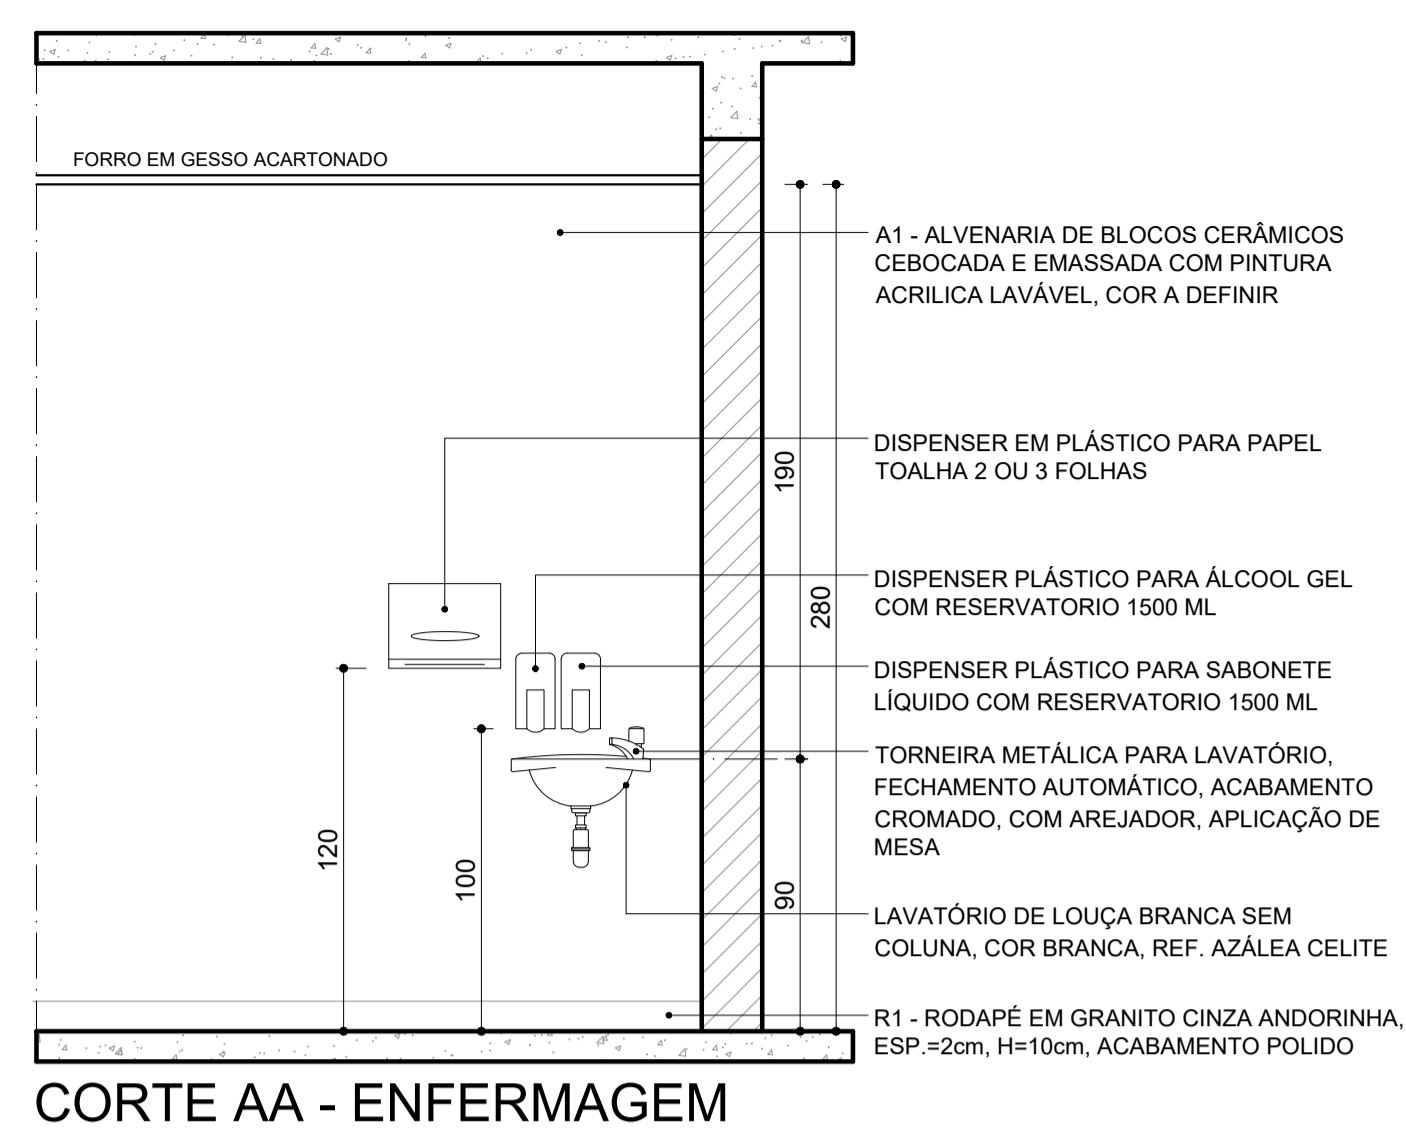 FORRO EM GESSO ACARTONADO
A1 - ALVENARIA DE BLOCOS CERÂMICOS
CEBOCADA E EMASSADA COM PINTURA
ACRILICA LAVÁVEL, COR A DEFINIR
DISPENSER EM PLÁSTICO PARA PAPEL
TOALHA 2 OU 3 FOLHAS
190
DISPENSER PLÁSTICO PARA ÁLCOOL GEL
COM RESERVATORIO 1500 ML
280
DISPENSER PLÁSTICO PARA SABONETE
LÍQUIDO COM RESERVATORIO 1500 ML
TORNEIRA METÁLICA PARA LAVATÓRIO,
FECHAMENTO AUTOMÁTICO, ACABAMENTO
CROMADO, COM AREJADOR, APLICAÇÃO DE
MESA
120
100
90
LAVATÓRIO DE LOUÇA BRANCA SEM
COLUNA, COR BRANCA, REF. AZÁLEA CELITE
R1 - RODAPÉ EM GRANITO CINZA ANDORINHA,
ESP.=2cm, H=10cm, ACABAMENTO POLIDO
CORTE AA - ENFERMAGEM